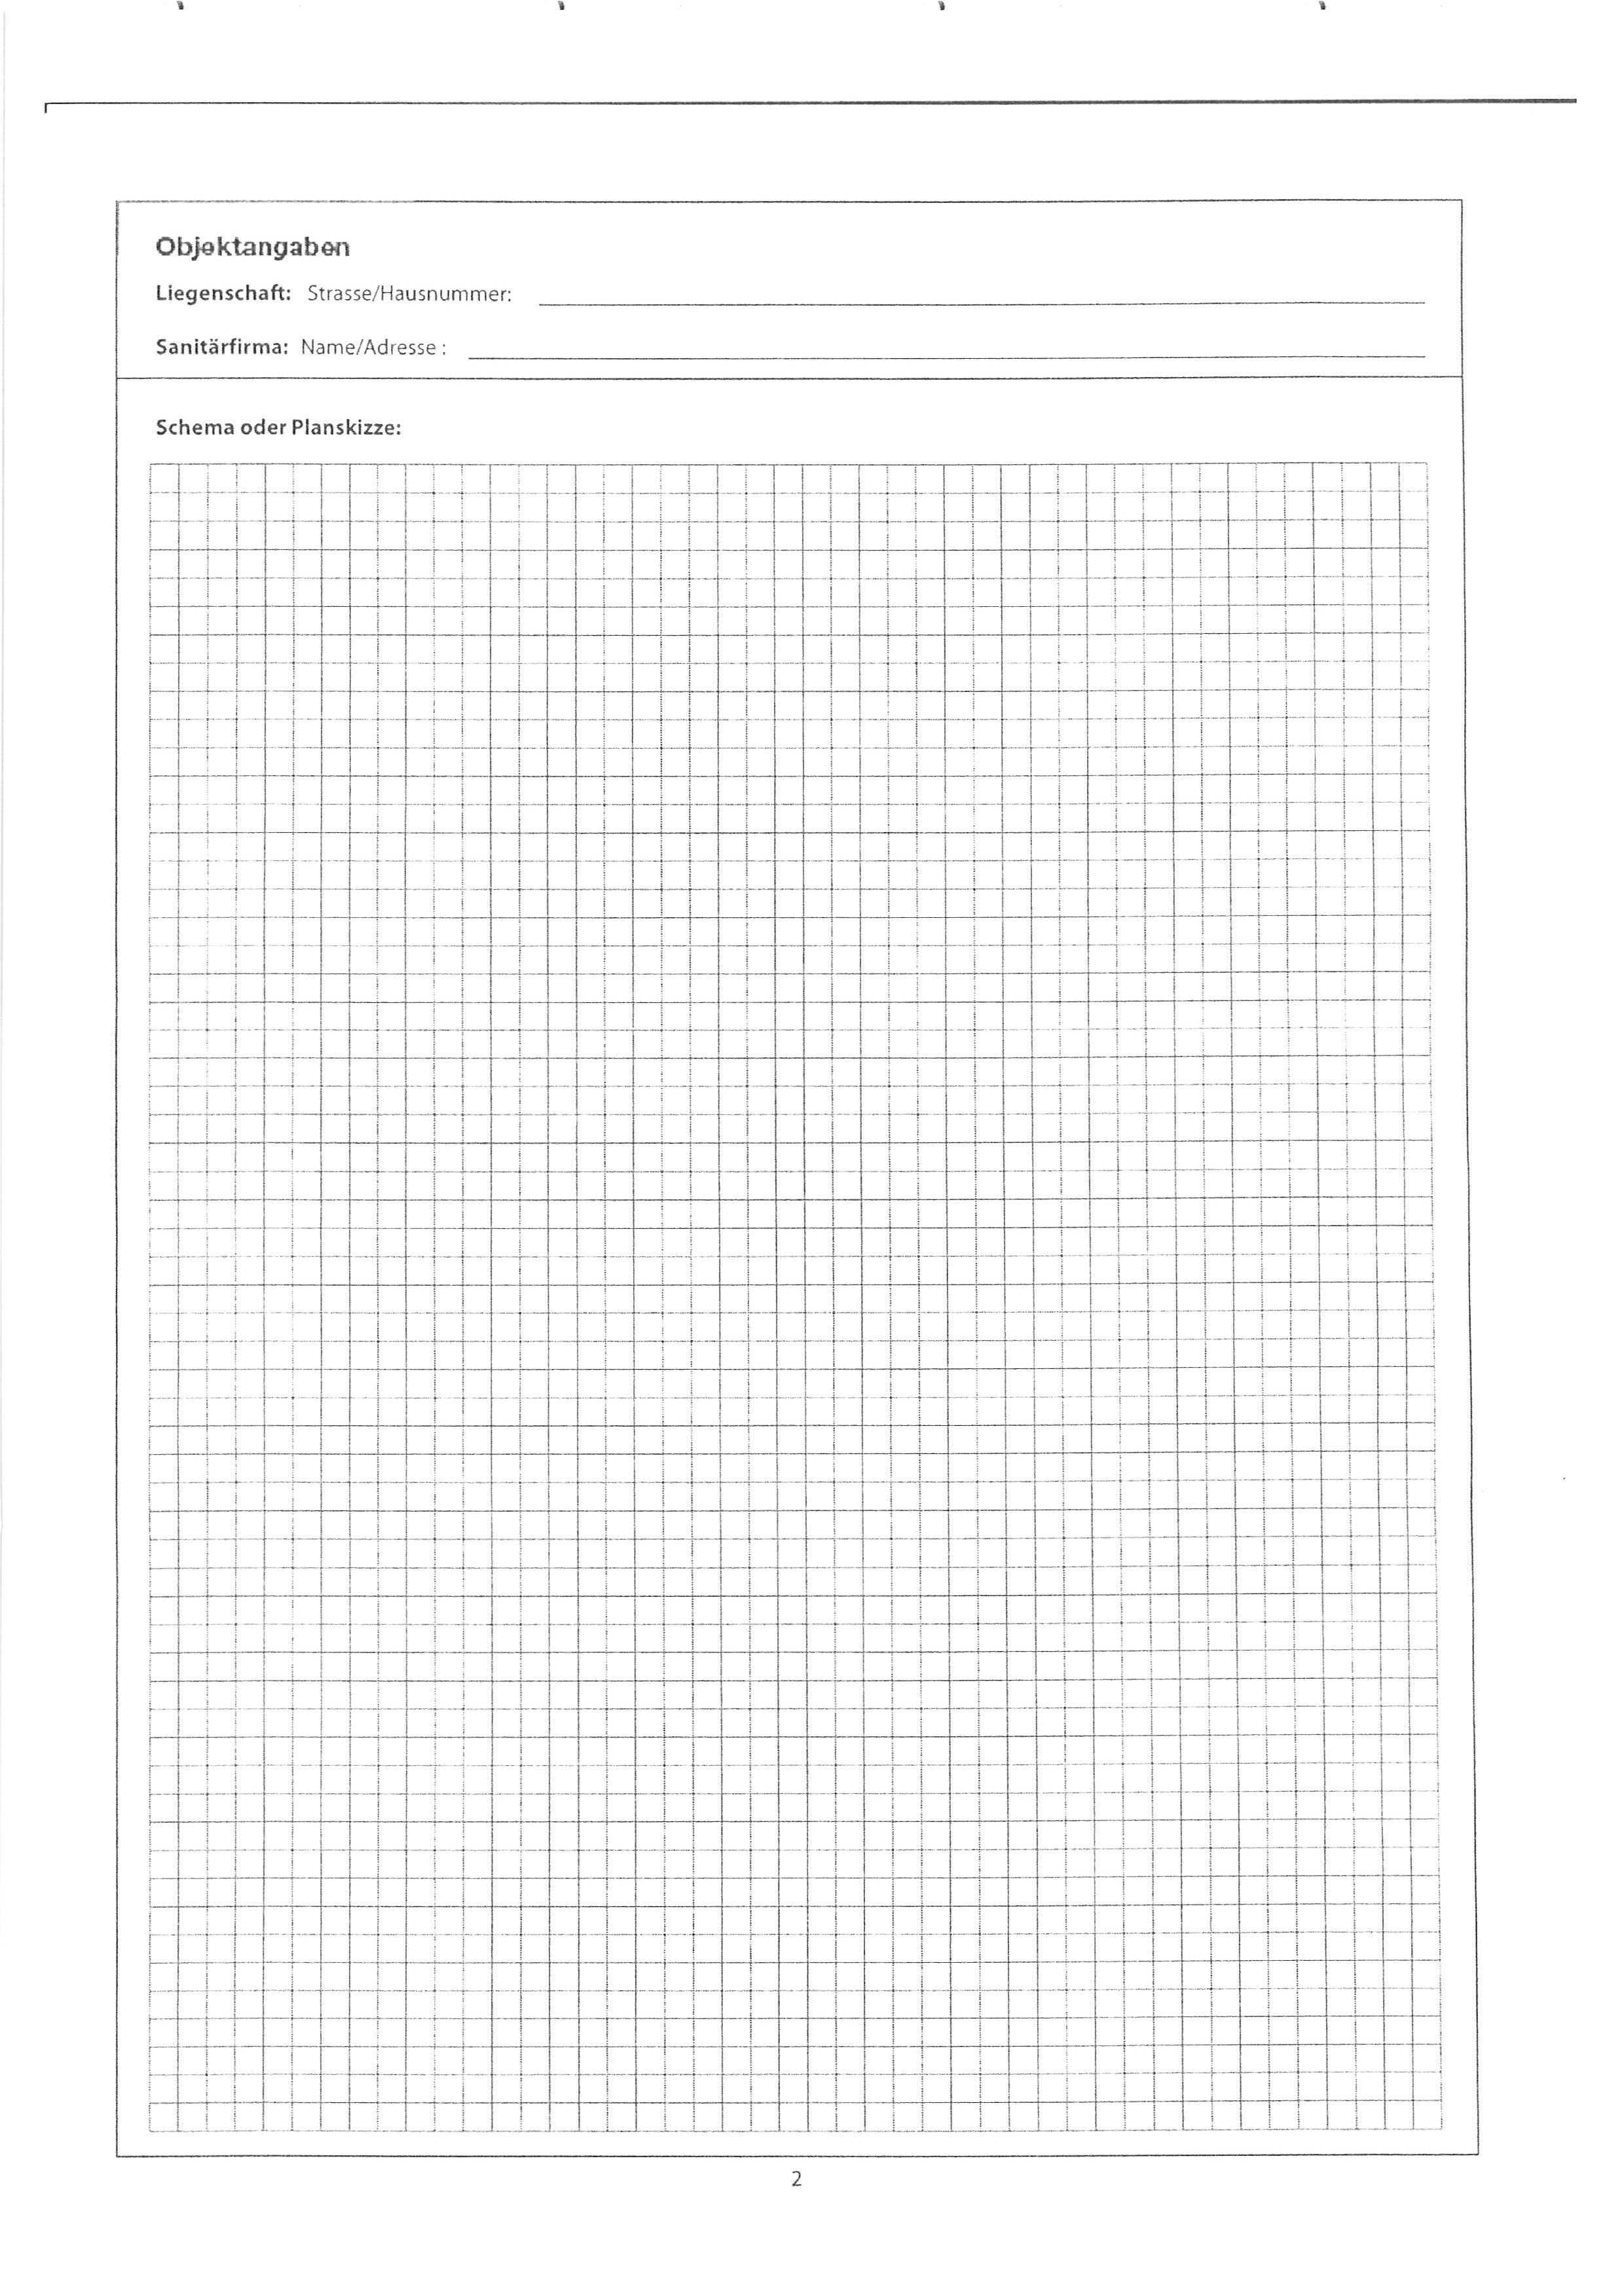 Objektangaben
Liegenschaft: Strasse/Hausnummer:
Sanitärfirma: Name/Adresse :
Schema oder Planskizze:
2